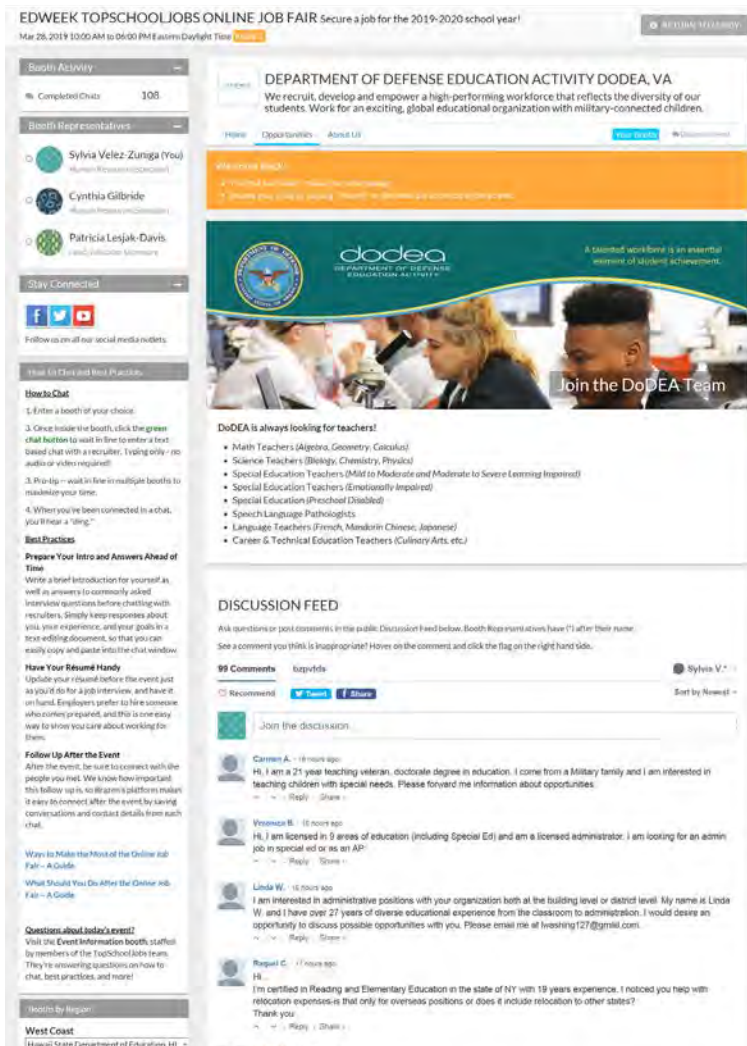 EDWEEK TOPSCHOOLJOBS ONLINE JOB FAIR Secure a job for the 2019-2020 school year!
Mar 28, 2019 10:00 AM to 06:00 PM Eastern Daylight Time
RETURN TO LOBBY
Booth Activity
Completed Chats 108
Booth Representatives
Sylvia Velez-Zuniga (You)
Cynthia Gilbride
Patricia Lesjak-Davis
Stay Connected
Follow us on all our social media outlets.
How to Chat and Best Practices
How to Chat
1. Enter a booth of your choice.
2. Once inside the booth, click the green
chat button to wait in line to enter a text
based chat with a recruiter. Typing only - no
audio or video required!
3. Pro-tip -- wait in line in multiple booths to
maximize your time.
4. When you've been connected in a chat,
you'll hear a "ding."
Best Practices
Prepare Your Intro and Answers Ahead of
Time
Write a brief introduction for yourself as
well as answers to commonly asked
interview questions before chatting with
recruiters. Simply keep responses about
you, your experience, and your goals in a
text-editing document, so that you can
easily copy and paste into the chat window.
Have Your Résumé Handy
Update your résumé before the event just
as you'd do for a job interview, and have it
on hand. Employers prefer to hire someone
who comes prepared, and this is one easy
way to show you care about working for
them.
Follow Up After the Event
After the event, be sure to connect with the
people you met. We know how important
this follow up is, so Brazen's platform makes
it easy to connect after the event by saving
conversations and contact details from each
chat.
Ways to Make the Most of the Online Job
Fair – A Guide
What Should You Do After the Online Job
Fair – A Guide
Questions about today's event?
Visit the Event Information booth, staffed
by members of the TopSchoolJobs team.
They're answering questions on how to
chat, best practices, and more!
Booths by Region
West Coast
Hawaii State Department of Education, HI
DEPARTMENT OF DEFENSE EDUCATION ACTIVITY DODEA, VA
We recruit, develop and empower a high-performing workforce that reflects the diversity of our
students. Work for an exciting, global educational organization with military-connected children.
Home Opportunities About Us
Your Booth
Welcome Back!
dodea
DEPARTMENT OF DEFENSE
EDUCATION ACTIVITY
A talented workforce is an essential
element of student achievement.
Join the DoDEA Team
DoDEA is always looking for teachers!
• Math Teachers (Algebra, Geometry, Calculus)
• Science Teachers (Biology, Chemistry, Physics)
• Special Education Teachers (Mild to Moderate and Moderate to Severe Learning Impaired)
• Special Education Teachers (Emotionally Impaired)
• Special Education (Preschool Disabled)
• Speech Language Pathologists
• Language Teachers (French, Mandarin Chinese, Japanese)
• Career & Technical Education Teachers (Culinary Arts, etc.)
DISCUSSION FEED
Ask questions or post comments in the public Discussion Feed below. Booth Representatives have (*) after their name.
See a comment you think is inappropriate? Hover on the comment and click the flag on the right hand side.
99 Comments bzpvfds Sylvia V.*
Recommend Tweet Share Sort by Newest
Join the discussion
Carmen A.
Hi, I am a 21 year teaching veteran, doctorate degree in education. I come from a Military family and I am interested in
teaching children with special needs. Please forward me information about opportunities.
Reply Share
Veronica B.
Hi, I am licensed in 9 areas of education (including Special Ed) and am a licensed administrator. I am looking for an admin
job in special ed or as an AP.
Reply Share
Linda W.
I am interested in administrative positions with your organization both at the building level or district level. My name is Linda
W. and I have over 27 years of diverse educational experience from the classroom to administration. I would desire an
opportunity to discuss possible opportunities with you. Please email me at lwashing127@gmail.com.
Reply Share
Raquel C.
Hi...
I'm certified in Reading and Elementary Education in the state of NY with 19 years experience. I noticed you help with
relocation expenses-is that only for overseas positions or does it include relocation to other states?
Thank you
Reply Share